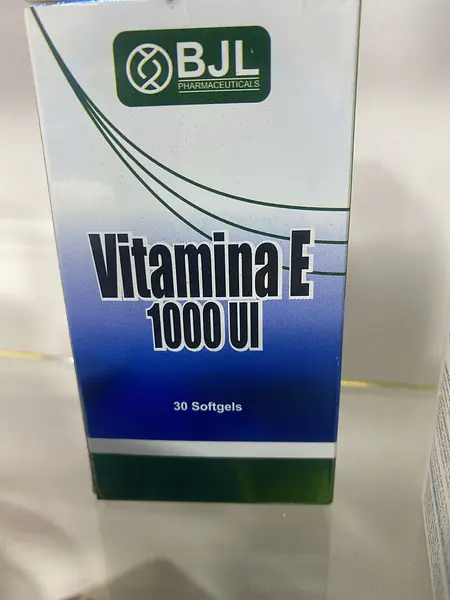 BJL
PHARMACEUTICALS
Vitamina E
1000 UI
30 Softgels